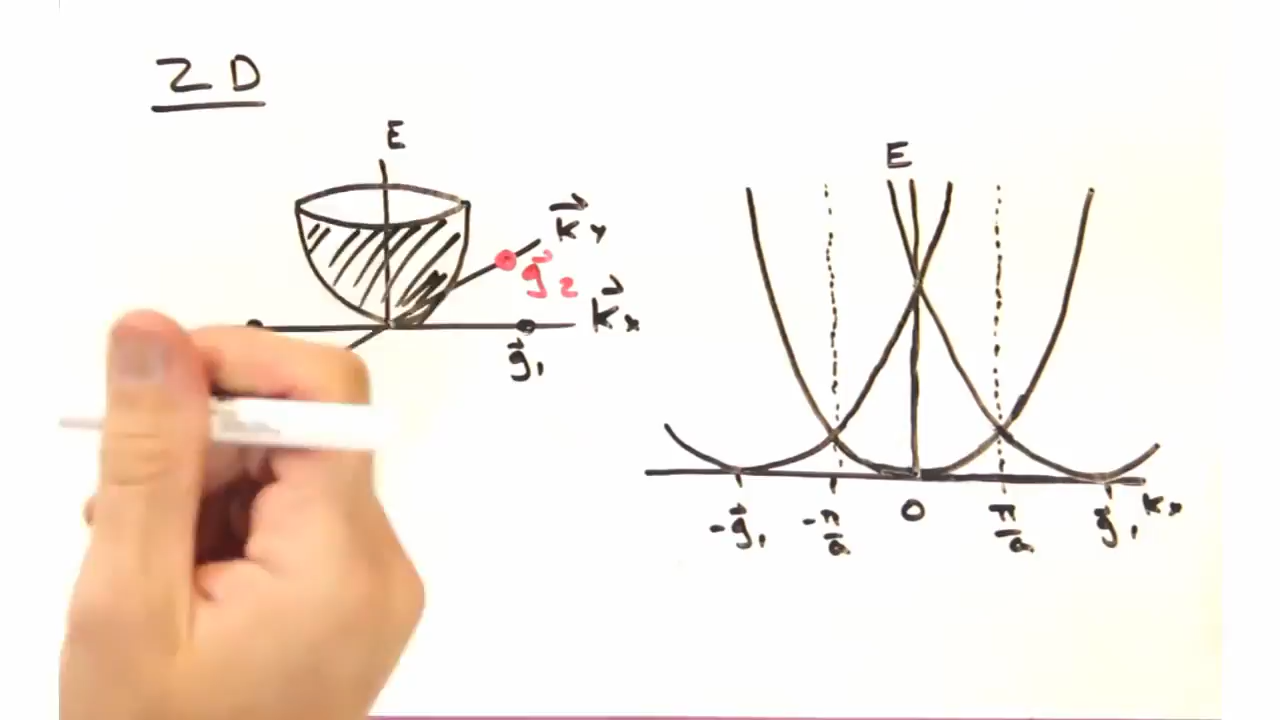 2D
E
k⃗y
g⃗2
k⃗x
g⃗1
E
-g⃗1 -π/a 0 π/a g⃗1 kx